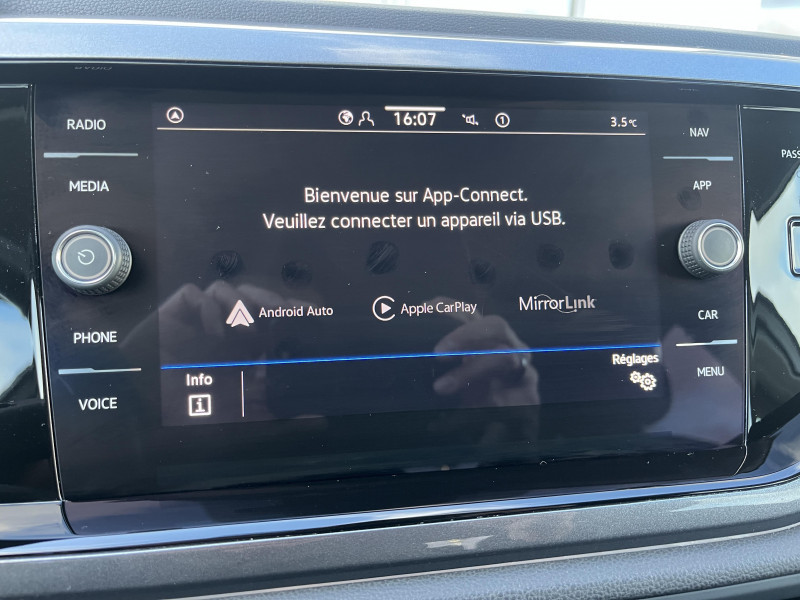 RADIO
MEDIA
PHONE
VOICE
16:07
1
3.5°C
Bienvenue sur App-Connect.
Veuillez connecter un appareil via USB.
Android Auto
Apple CarPlay
MirrorLink
Info
i
Réglages
NAV
APP
CAR
MENU
PASS